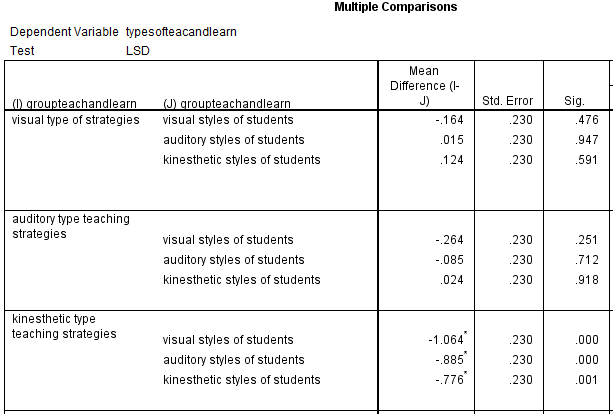 Multiple Comparisons
Dependent Variable typesofteacandlearn
Test LSD
(I) groupteachandlearn (J) groupteachandlearn Mean Difference (I-J) Std. Error Sig.
visual type of strategies visual styles of students -.164 .230 .476
auditory styles of students .015 .230 .947
kinesthetic styles of students .124 .230 .591
auditory type teaching strategies visual styles of students -.264 .230 .251
auditory styles of students -.085 .230 .712
kinesthetic styles of students .024 .230 .918
kinesthetic type teaching strategies visual styles of students -1.064* .230 .000
auditory styles of students -.885* .230 .000
kinesthetic styles of students -.776* .230 .001